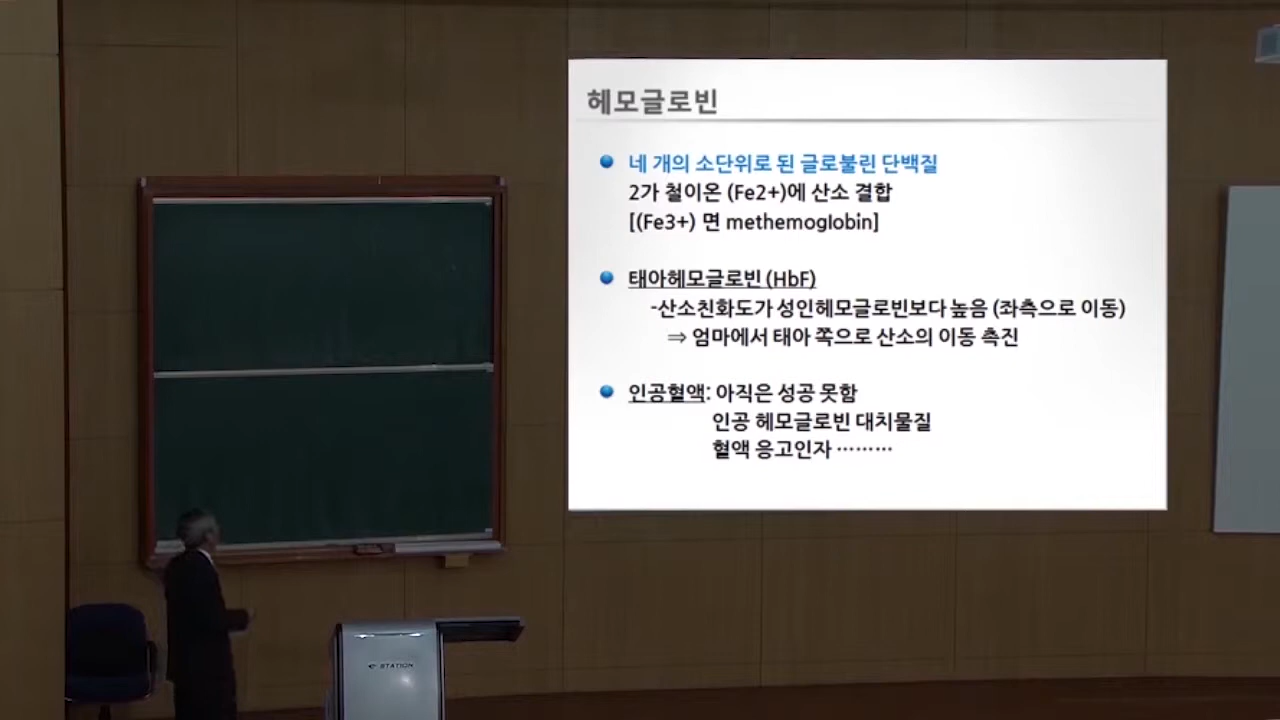 헤모글로빈
네 개의 소단위로 된 글로불린 단백질
2가 철이온 (Fe2+)에 산소 결합
[(Fe3+) 면 methemoglobin]
태아헤모글로빈 (HbF)
-산소친화도가 성인헤모글로빈보다 높음 (좌측으로 이동)
⇒ 엄마에서 태아 쪽으로 산소의 이동 촉진
인공혈액: 아직은 성공 못함
인공 헤모글로빈 대치물질
혈액 응고인자 ………
STATION